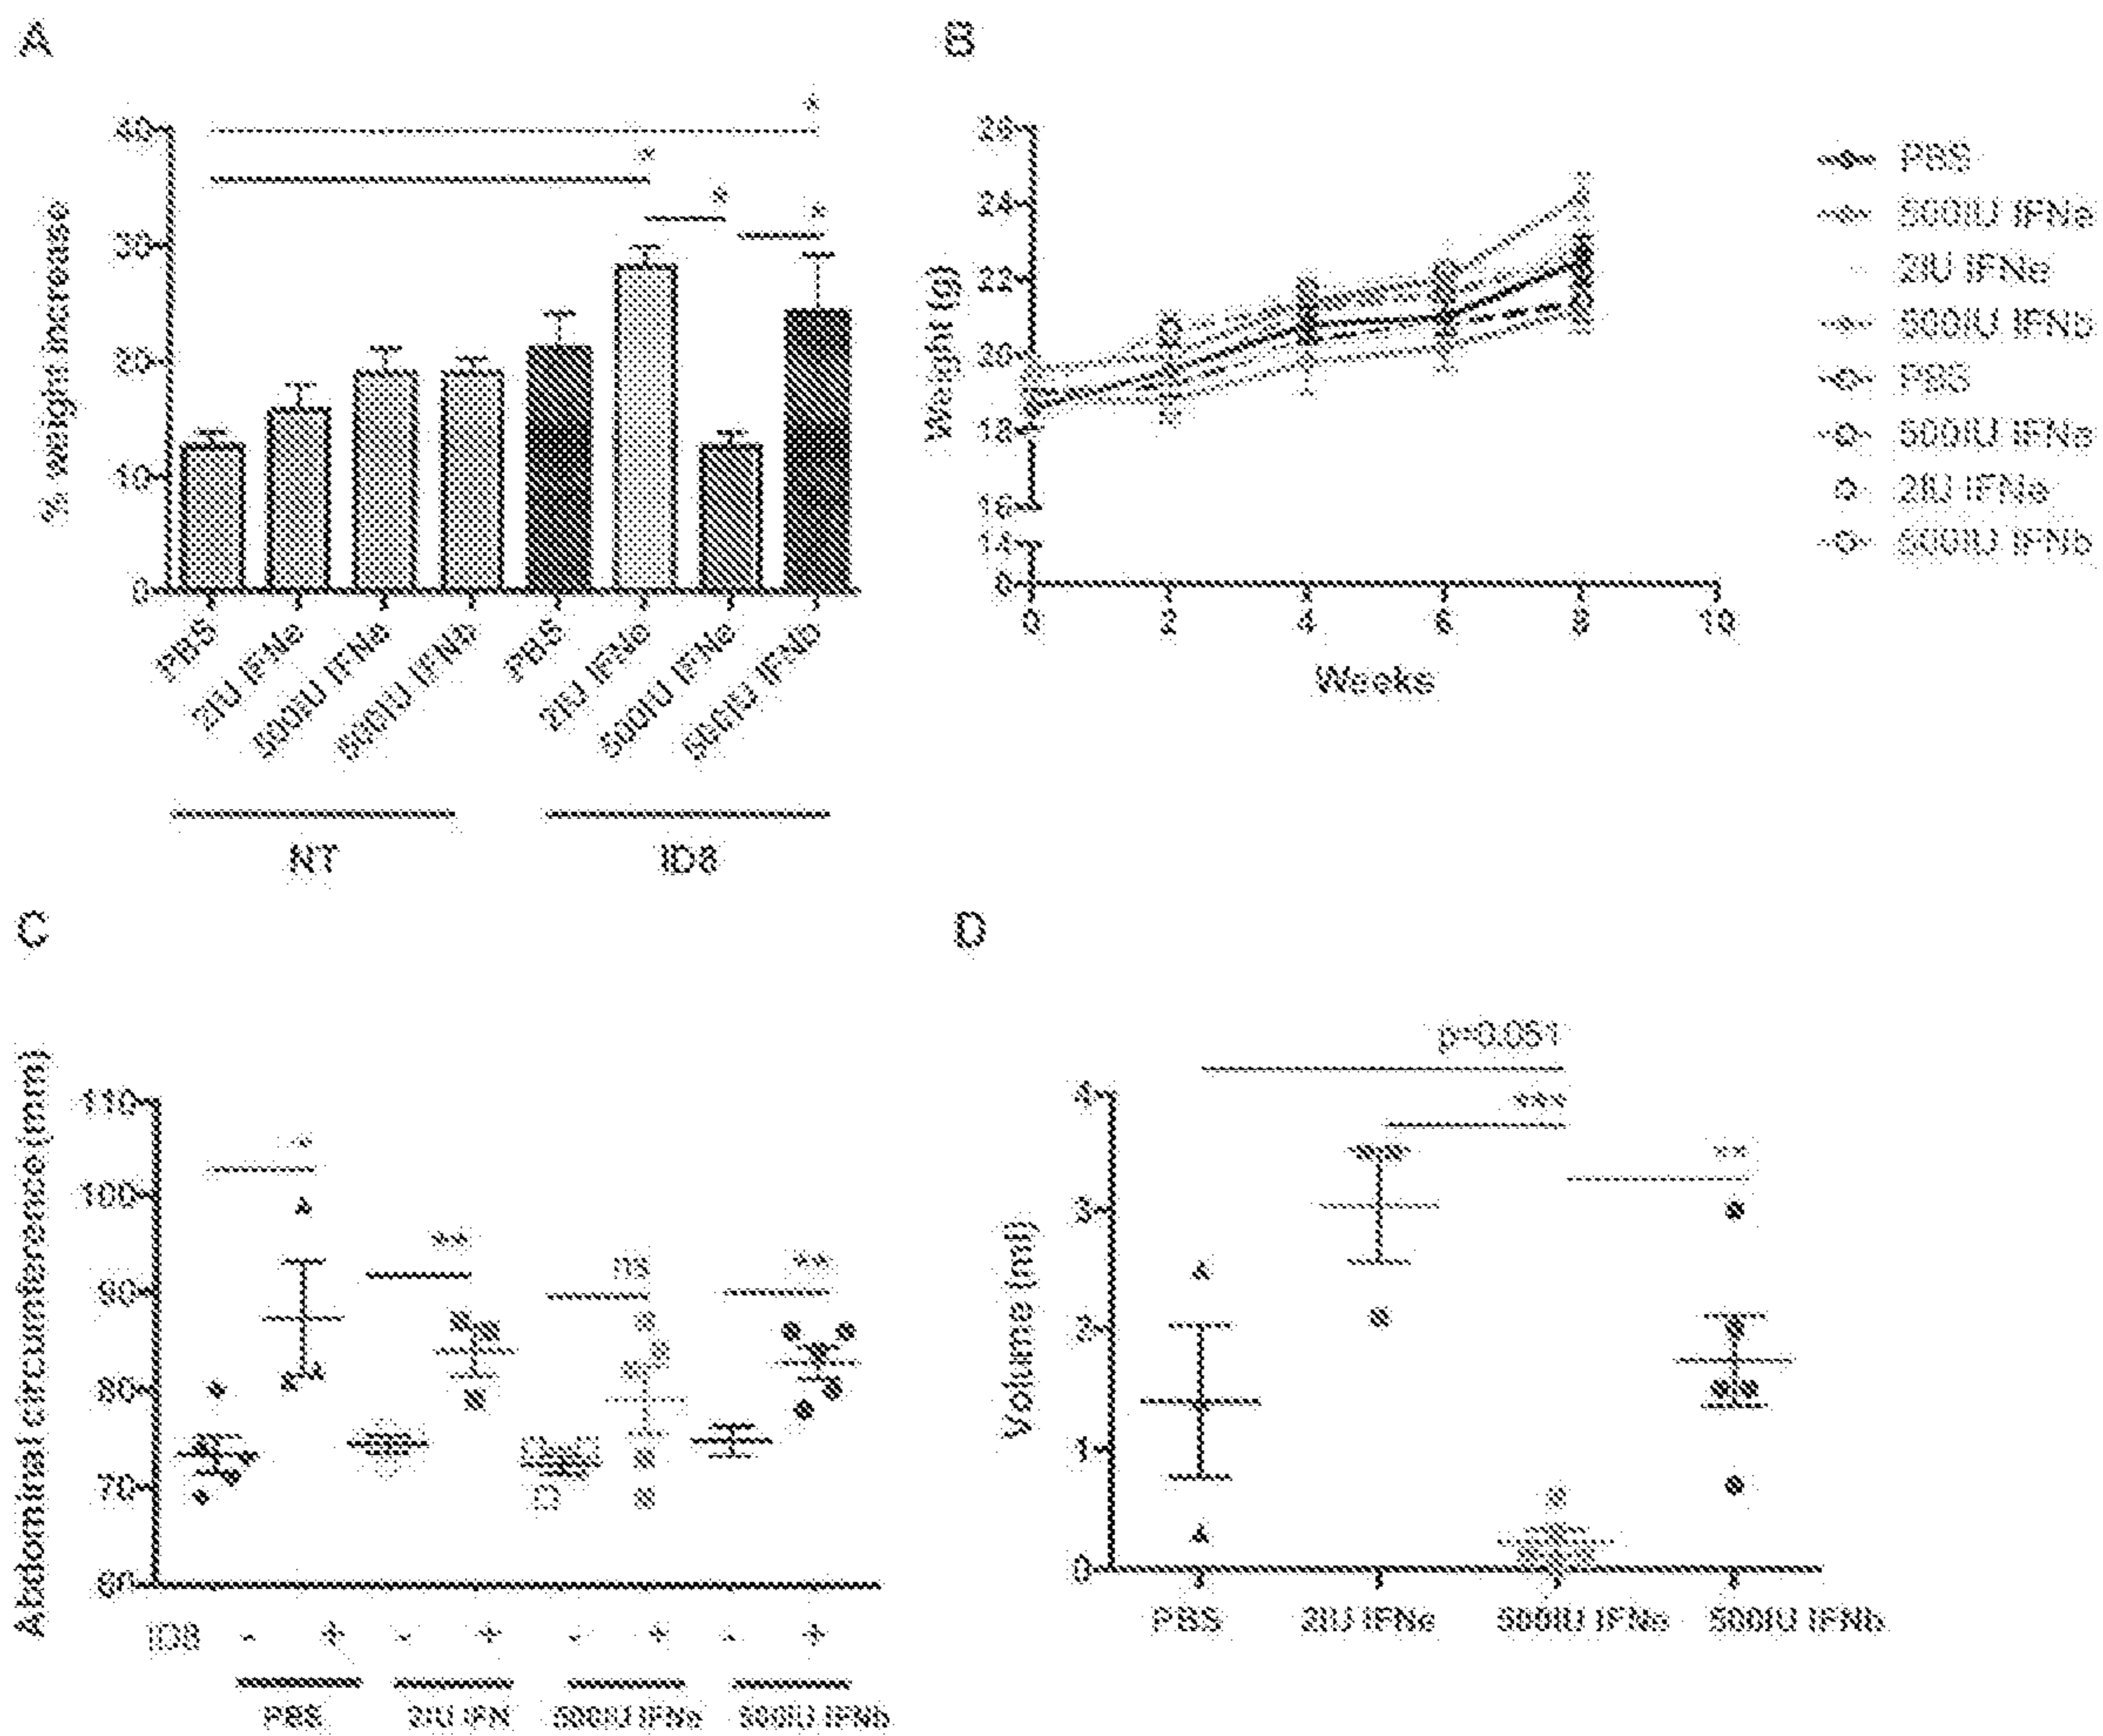 A
40
30
20
10
0
% weight increase
*
*
*
*
PBS
2IU IFNe
500IU IFNe
500IU IFNb
PBS
2IU IFNe
500IU IFNe
500IU IFNb
NT
ID8
B
26
24
22
20
18
16
14
0
Weight (g)
0 2 4 6 8 10
Weeks
PBS
500IU IFNe
2IU IFNe
500IU IFNb
PBS
500IU IFNe
2IU IFNe
500IU IFNb
C
110
100
90
80
70
60
Abdominal circumference (mm)
*
**
ns
**
ID8 - + - + - + - +
PBS 2IU IFN 500IU IFNe 500IU IFNb
D
p=0.051
***
**
4
3
2
1
0
Volume (ml)
PBS 2IU IFNe 500IU IFNe 500IU IFNb